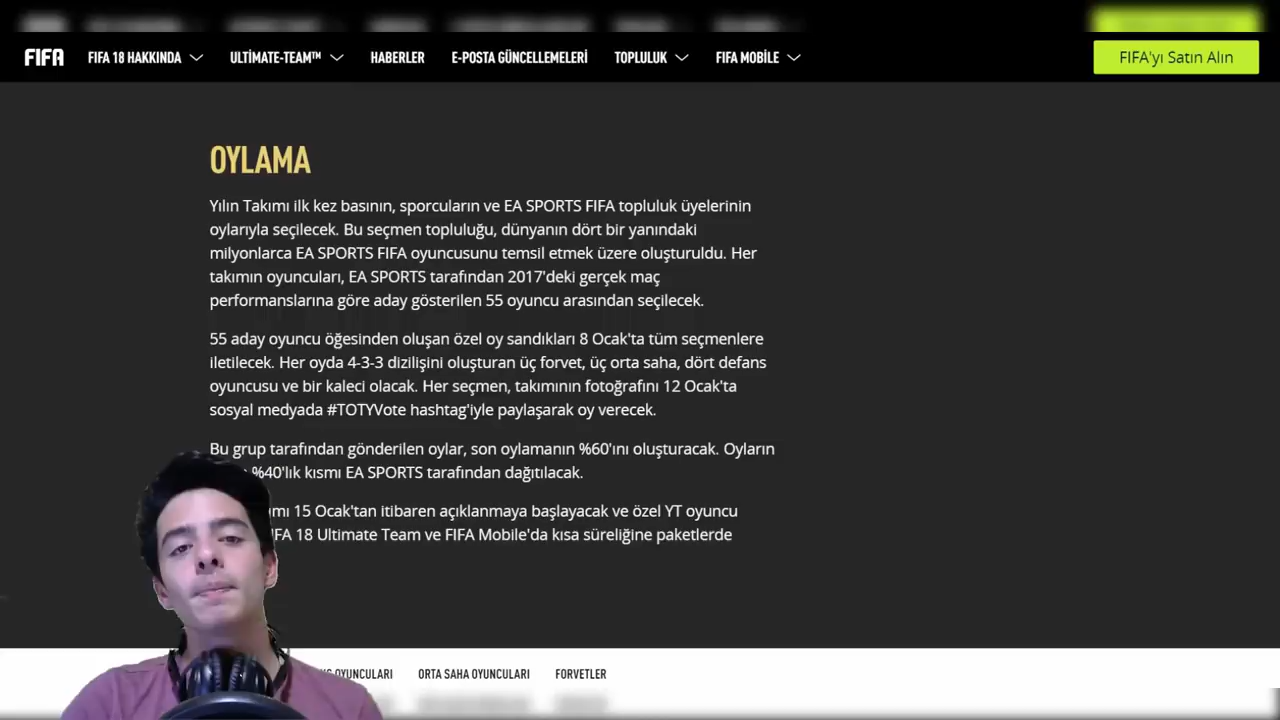 FIFA
FIFA 18 HAKKINDA
ULTİMATE-TEAM™
HABERLER
E-POSTA GÜNCELLEMELERİ
TOPLULUK
FIFA MOBİLE
FIFA'yı Satın Alın
OYLAMA
Yılın Takımı ilk kez basının, sporcuların ve EA SPORTS FIFA topluluk üyelerinin
oylarıyla seçilecek. Bu seçmen topluluğu, dünyanın dört bir yanındaki
milyonlarca EA SPORTS FIFA oyuncusunu temsil etmek üzere oluşturuldu. Her
takımın oyuncuları, EA SPORTS tarafından 2017'deki gerçek maç
performanslarına göre aday gösterilen 55 oyuncu arasından seçilecek.
55 aday oyuncu öğesinden oluşan özel oy sandıkları 8 Ocak'ta tüm seçmenlere
iletilecek. Her oyda 4-3-3 dizilişini oluşturan üç forvet, üç orta saha, dört defans
oyuncusu ve bir kaleci olacak. Her seçmen, takımının fotoğrafını 12 Ocak'ta
sosyal medyada #TOTYVote hashtag'iyle paylaşarak oy verecek.
Bu grup tarafından gönderilen oylar, son oylamanın %60'ını oluşturacak. Oyların
%40'lık kısmı EA SPORTS tarafından dağıtılacak.
15 Ocak'tan itibaren açıklanmaya başlayacak ve özel YT oyuncu
18 Ultimate Team ve FIFA Mobile'da kısa süreliğine paketlerde
OYUNCULARI
ORTA SAHA OYUNCULARI
FORVETLER